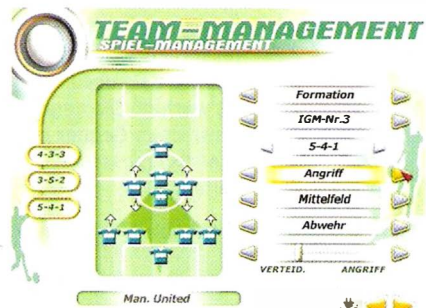 TEAM-MANAGEMENT
SPIEL-MANAGEMENT
Formation
IGM-Nr.3
5-4-1
Angriff
Mittelfeld
Abwehr
VERTEID. ANGRIFF
4-3-3
3-5-2
5-4-1
Man. United